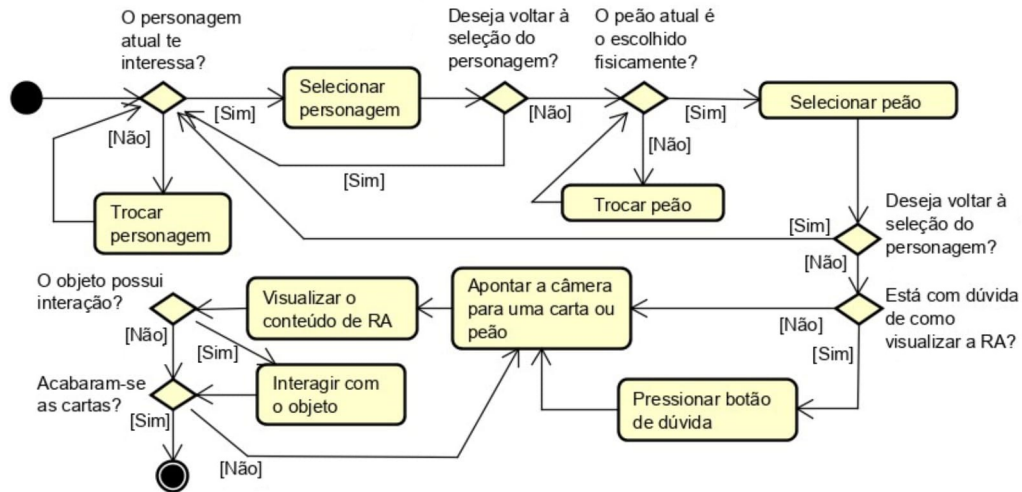 O personagem
atual te
interessa?
Deseja voltar à
seleção do
personagem?
O peão atual é
o escolhido
fisicamente?
Selecionar
personagem
Selecionar peão
[Sim]
[Não]
[Sim]
[Não]
[Não]
[Sim]
Trocar
personagem
Trocar peão
Deseja voltar à
seleção do
personagem?
[Sim]
[Não]
O objeto possui
interação?
Visualizar o
conteúdo de RA
Apontar a câmera
para uma carta ou
peão
Está com dúvida
de como
visualizar a RA?
[Não]
[Sim]
[Não]
[Sim]
Acabaram-se
as cartas?
Interagir com
o objeto
Pressionar botão
de dúvida
[Sim]
[Não]